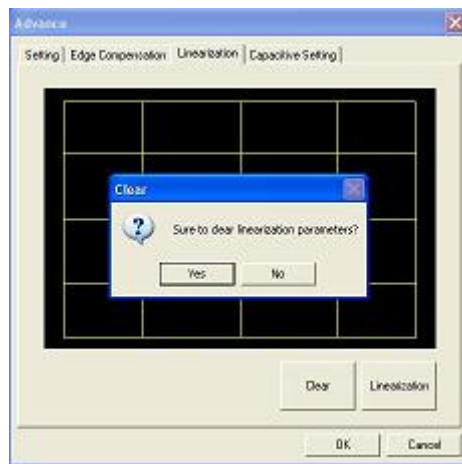 Advance
Setting Edge Compensation Linearization Capacitive Setting
Clear
Sure to clear linearization parameters?
Yes No
Clear Linearization
OK Cancel